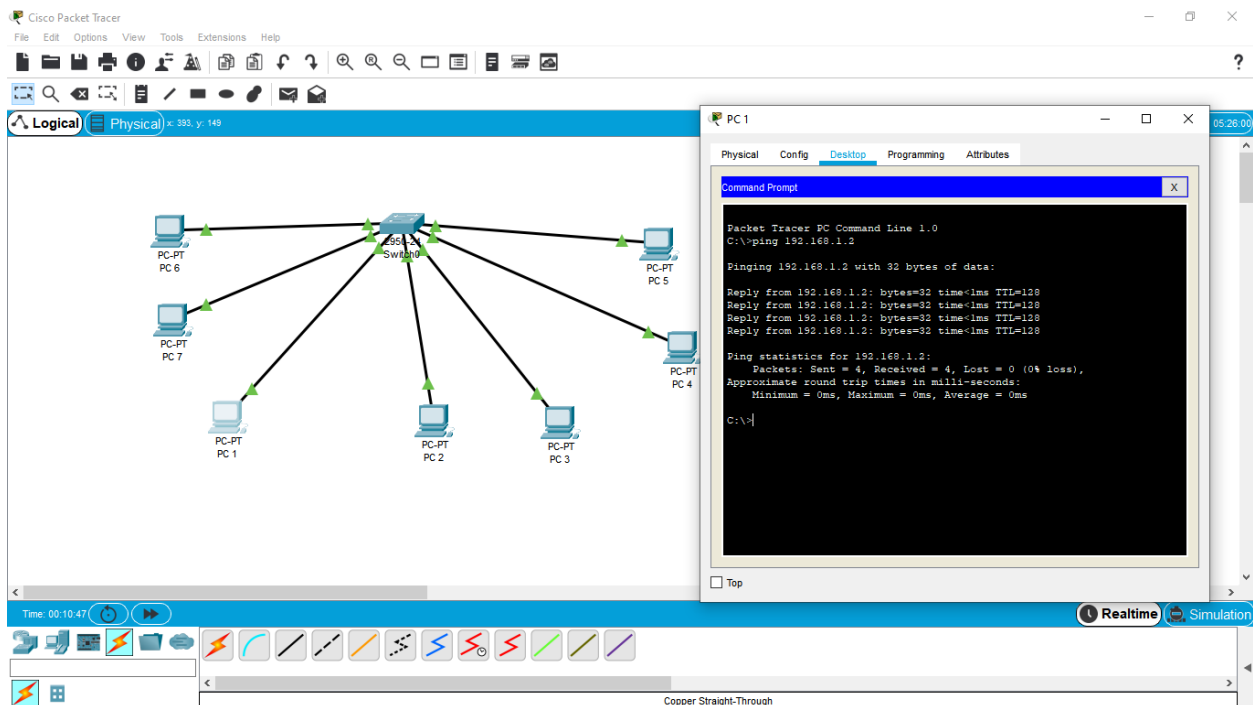 Cisco Packet Tracer
File Edit Options View Tools Extensions Help
?
Logical Physical x: 393, y: 149 05:26:00
PC 1
Physical Config Desktop Programming Attributes
Command Prompt X
Packet Tracer PC Command Line 1.0
C:\>ping 192.168.1.2
Pinging 192.168.1.2 with 32 bytes of data:
Reply from 192.168.1.2: bytes=32 time<1ms TTL=128
Reply from 192.168.1.2: bytes=32 time<1ms TTL=128
Reply from 192.168.1.2: bytes=32 time<1ms TTL=128
Reply from 192.168.1.2: bytes=32 time<1ms TTL=128
Ping statistics for 192.168.1.2:
Packets: Sent = 4, Received = 4, Lost = 0 (0% loss),
Approximate round trip times in milli-seconds:
Minimum = 0ms, Maximum = 0ms, Average = 0ms
C:\>
Top
2950-24
Switch0
PC-PT
PC 6
PC-PT
PC 5
PC-PT
PC 7
PC-PT
PC 4
PC-PT
PC 1
PC-PT
PC 2
PC-PT
PC 3
Time: 00:10:47 Realtime Simulation
Copper Straight-Through